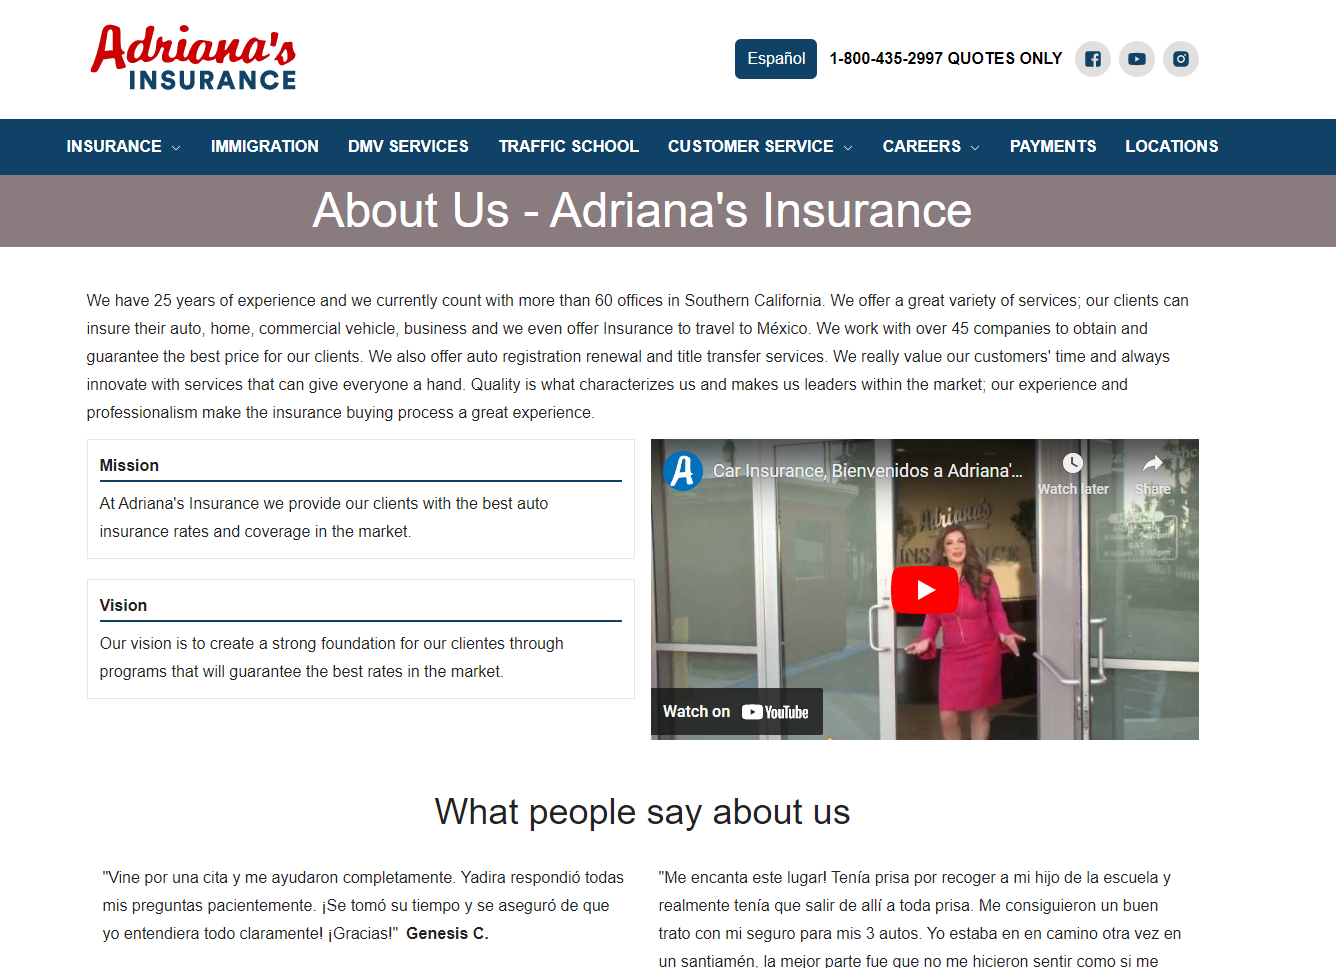 Adriana's
INSURANCE
Español
1-800-435-2997 QUOTES ONLY
INSURANCE IMMIGRATION DMV SERVICES TRAFFIC SCHOOL CUSTOMER SERVICE CAREERS PAYMENTS LOCATIONS
About Us - Adriana's Insurance
We have 25 years of experience and we currently count with more than 60 offices in Southern California. We offer a great variety of services; our clients can
insure their auto, home, commercial vehicle, business and we even offer Insurance to travel to México. We work with over 45 companies to obtain and
guarantee the best price for our clients. We also offer auto registration renewal and title transfer services. We really value our customers' time and always
innovate with services that can give everyone a hand. Quality is what characterizes us and makes us leaders within the market; our experience and
professionalism make the insurance buying process a great experience.
Mission
At Adriana's Insurance we provide our clients with the best auto
insurance rates and coverage in the market.
Vision
Our vision is to create a strong foundation for our clientes through
programs that will guarantee the best rates in the market.
A Car Insurance, Bienvenidos a Adriana'...
Watch later
Share
Adriana's
Watch on YouTube
What people say about us
"Vine por una cita y me ayudaron completamente. Yadira respondió todas
mis preguntas pacientemente. ¡Se tomó su tiempo y se aseguró de que
yo entendiera todo claramente! ¡Gracias!" Genesis C.
"Me encanta este lugar! Tenía prisa por recoger a mi hijo de la escuela y
realmente tenía que salir de allí a toda prisa. Me consiguieron un buen
trato con mi seguro para mis 3 autos. Yo estaba en en camino otra vez en
un santiamén, la mejor parte fue que no me hicieron sentir como si me